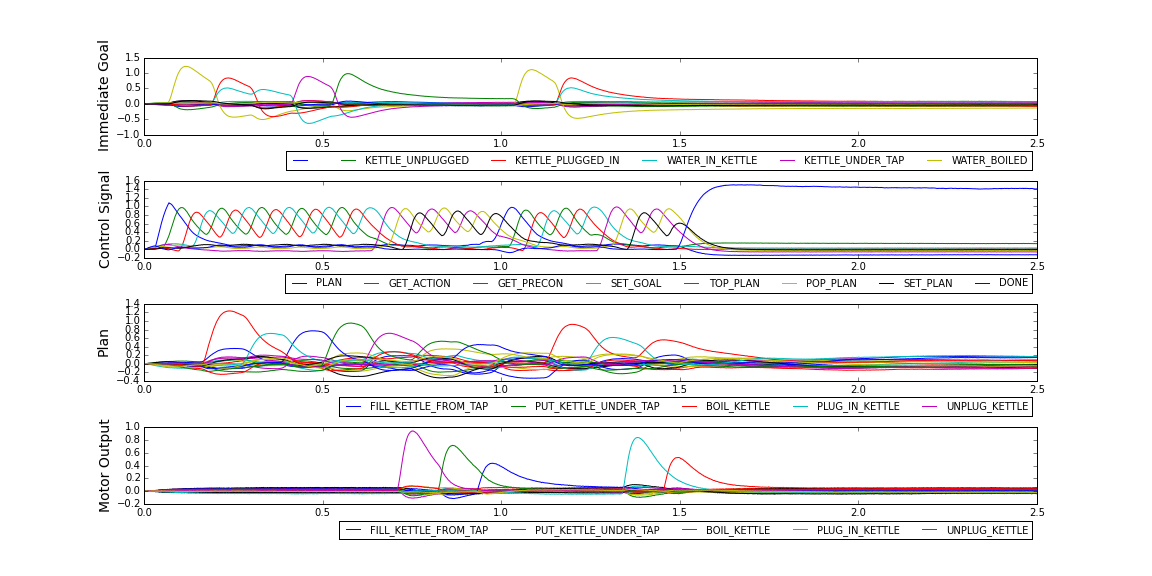 Immediate Goal
1.5
1.0
0.5
0.0
−0.5
−1.0
0.0 0.5 1.0 1.5 2.0 2.5
KETTLE_UNPLUGGED KETTLE_PLUGGED_IN WATER_IN_KETTLE KETTLE_UNDER_TAP WATER_BOILED
Control Signal
1.6
1.4
1.2
1.0
0.8
0.6
0.4
0.2
0.0
−0.2
0.0 0.5 1.0 1.5 2.0 2.5
PLAN GET_ACTION GET_PRECON SET_GOAL TOP_PLAN POP_PLAN SET_PLAN DONE
Plan
1.4
1.2
1.0
0.8
0.6
0.4
0.2
0.0
−0.2
−0.4
0.0 0.5 1.0 1.5 2.0 2.5
FILL_KETTLE_FROM_TAP PUT_KETTLE_UNDER_TAP BOIL_KETTLE PLUG_IN_KETTLE UNPLUG_KETTLE
Motor Output
1.0
0.8
0.6
0.4
0.2
0.0
−0.2
0.0 0.5 1.0 1.5 2.0 2.5
FILL_KETTLE_FROM_TAP PUT_KETTLE_UNDER_TAP BOIL_KETTLE PLUG_IN_KETTLE UNPLUG_KETTLE